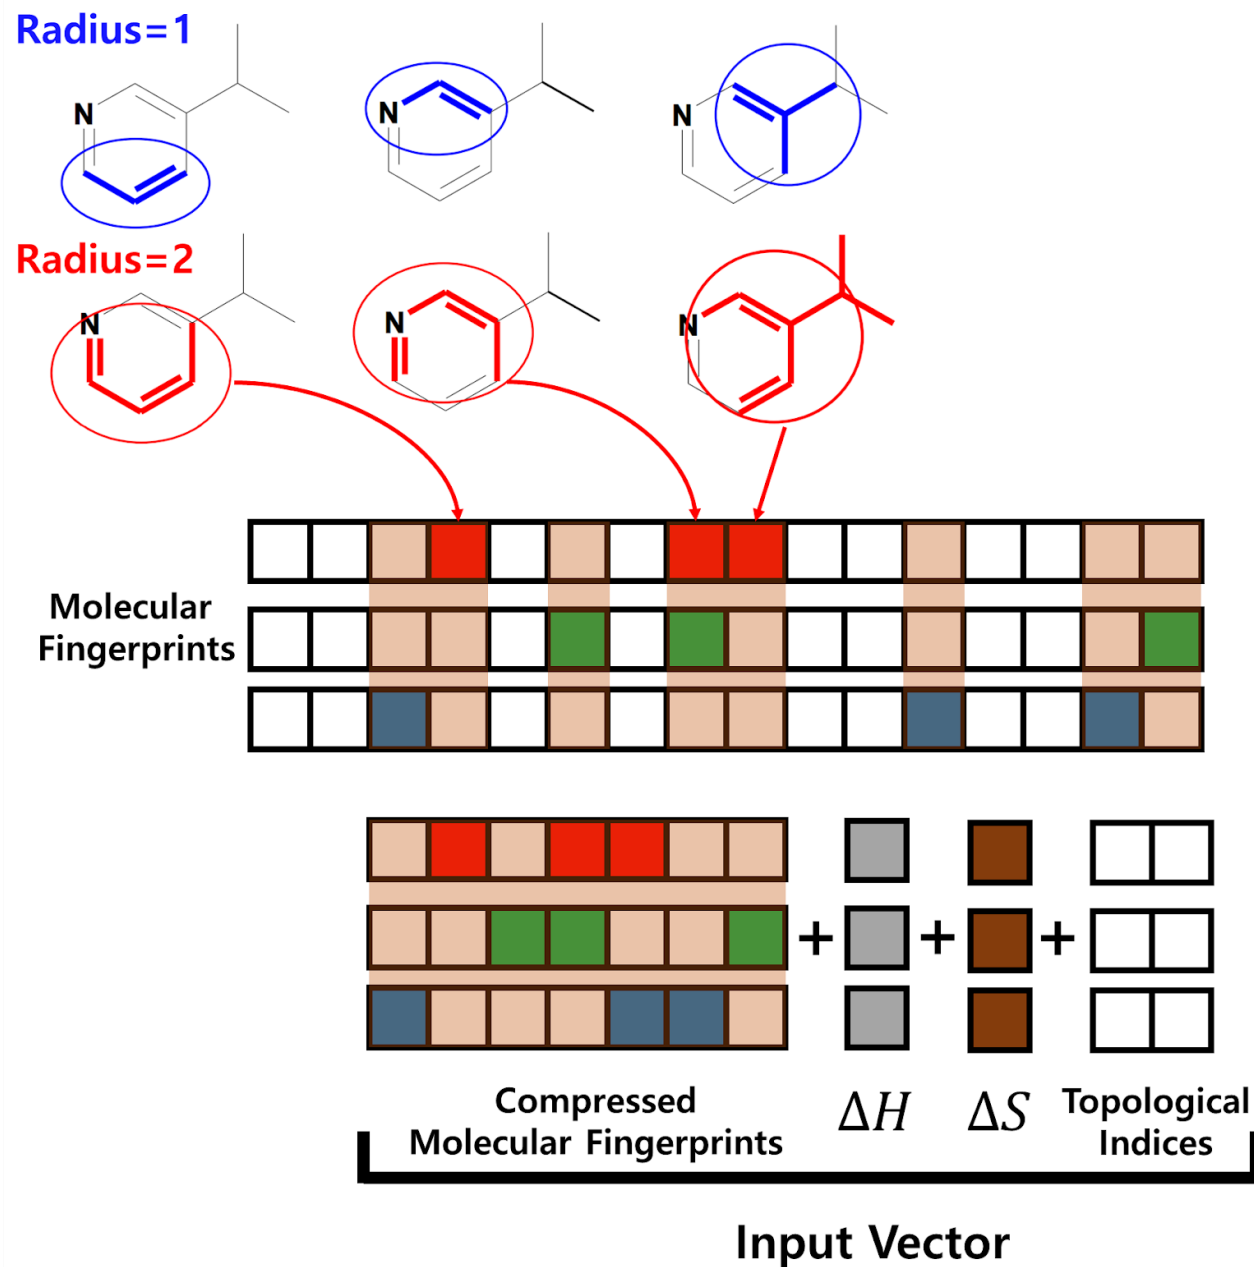 Radius=1
N
N
N
Radius=2
N
N
N
Molecular
Fingerprints
+ + +
Compressed
Molecular Fingerprints
ΔH
ΔS
Topological
Indices
Input Vector